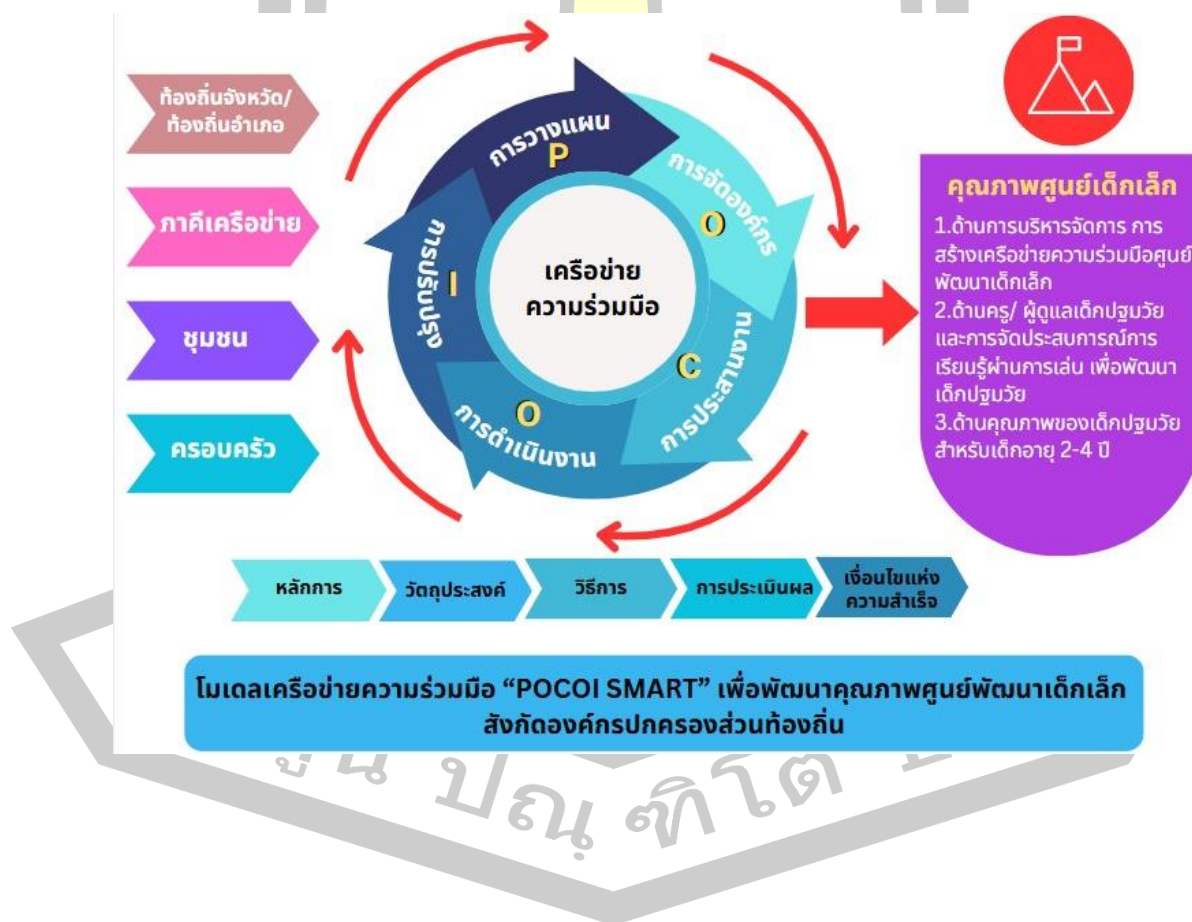 ท้องถิ่นจังหวัด/
ท้องถิ่นอำเภอ
ภาคีเครือข่าย
ชุมชน
ครอบครัว
การวางแผน
P
การจัดองค์กร
O
การประสานงาน
C
การดำเนินงาน
O
การปรับปรุง
I
เครือข่าย
ความร่วมมือ
คุณภาพศูนย์เด็กเล็ก
1.ด้านการบริหารจัดการ การ
สร้างเครือข่ายความร่วมมือศูนย์
พัฒนาเด็กเล็ก
2.ด้านครู/ ผู้ดูแลเด็กปฐมวัย
และการจัดประสบการณ์การ
เรียนรู้ผ่านการเล่น เพื่อพัฒนา
เด็กปฐมวัย
3.ด้านคุณภาพของเด็กปฐมวัย
สำหรับเด็กอายุ 2-4 ปี
หลักการ
วัตถุประสงค์
วิธีการ
การประเมินผล
เงื่อนไขแห่ง
ความสำเร็จ
โมเดลเครือข่ายความร่วมมือ “POCOI SMART” เพื่อพัฒนาคุณภาพศูนย์พัฒนาเด็กเล็ก
สังกัดองค์กรปกครองส่วนท้องถิ่น
ปณฺฑิโต